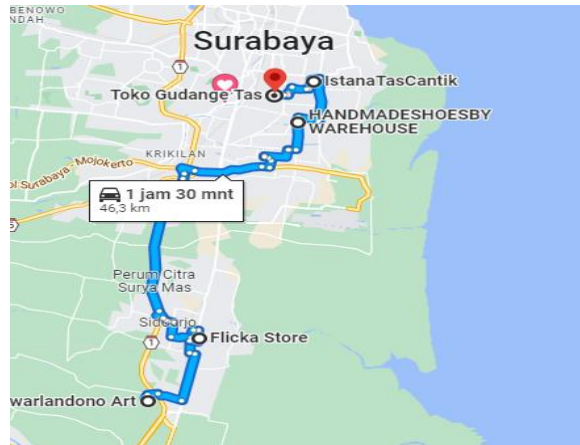 BENOWO
NDAH
Surabaya
1
IstanaTasCantik
Toko Gudange Tas
HANDMADESHOESBY
WAREHOUSE
KRIKILAN
ol Surabaya - Mojokerto
1 jam 30 mnt
46,3 km
Perum Citra
Surya Mas
Sidoarjo
Flicka Store
1
warlandono Art